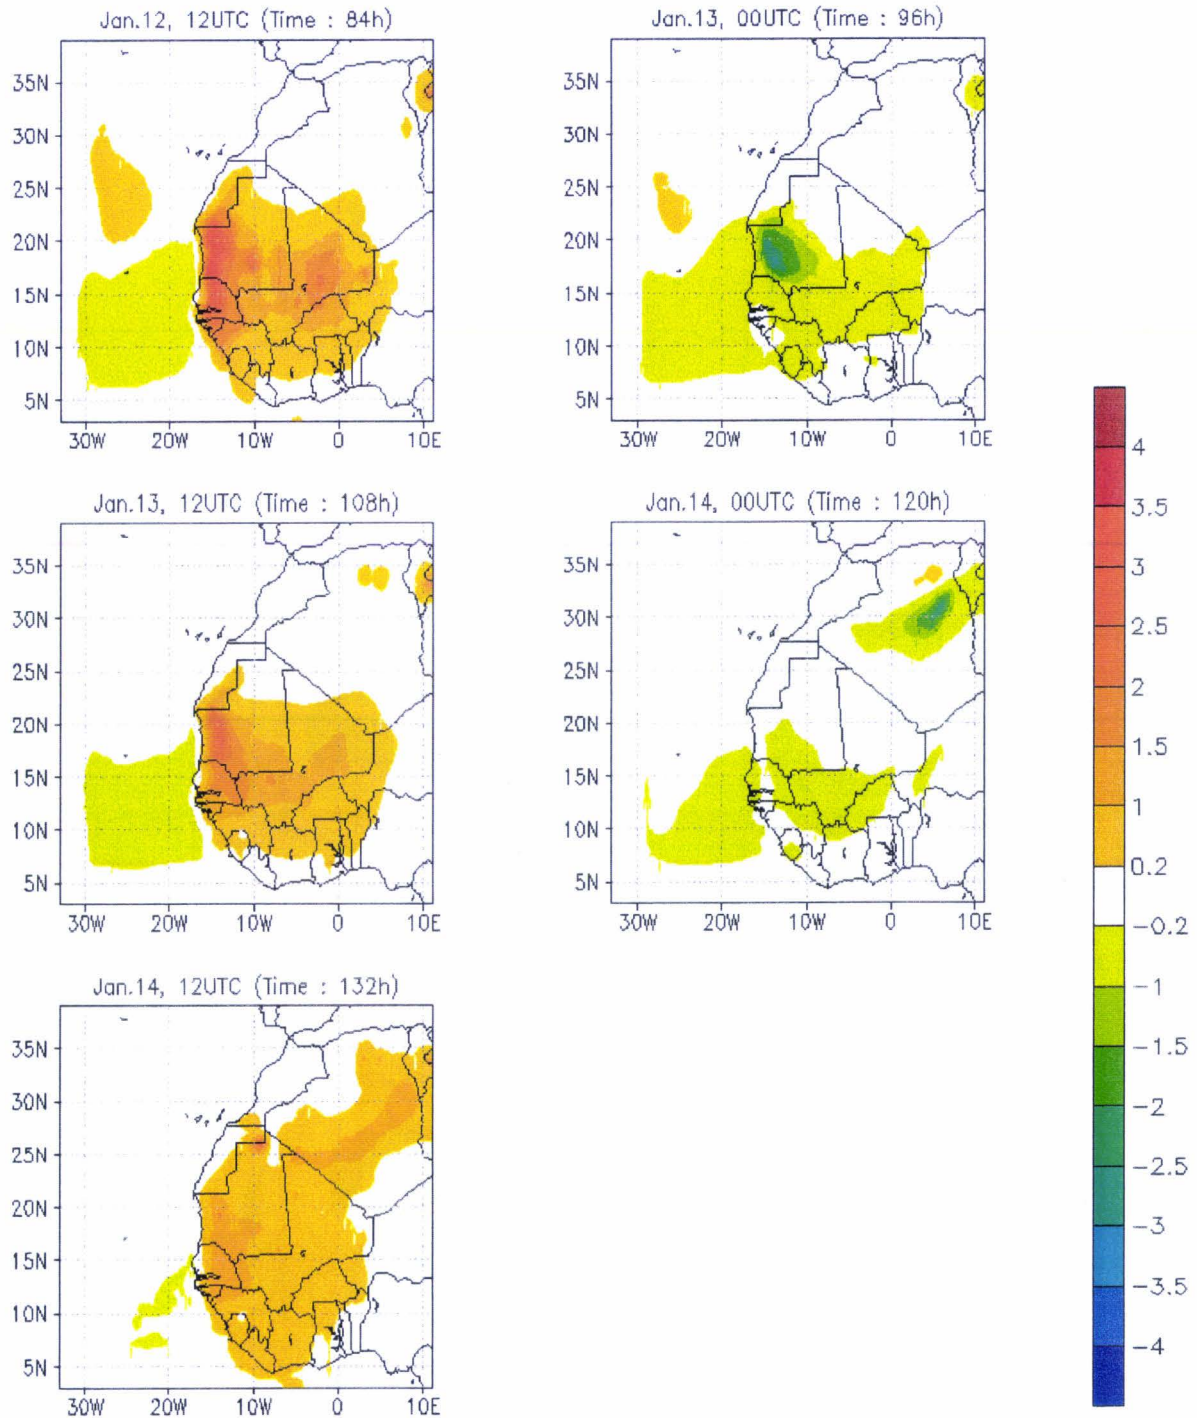 Jan.12, 12UTC (Time : 84h)
35N
30N
25N
20N
15N
10N
5N
30W 20W 10W 0 10E
Jan.13, 00UTC (Time : 96h)
35N
30N
25N
20N
15N
10N
5N
30W 20W 10W 0 10E
Jan.13, 12UTC (Time : 108h)
35N
30N
25N
20N
15N
10N
5N
30W 20W 10W 0 10E
Jan.14, 00UTC (Time : 120h)
35N
30N
25N
20N
15N
10N
5N
30W 20W 10W 0 10E
Jan.14, 12UTC (Time : 132h)
35N
30N
25N
20N
15N
10N
5N
30W 20W 10W 0 10E
4
3.5
3
2.5
2
1.5
1
0.2
-0.2
-1
-1.5
-2
-2.5
-3
-3.5
-4